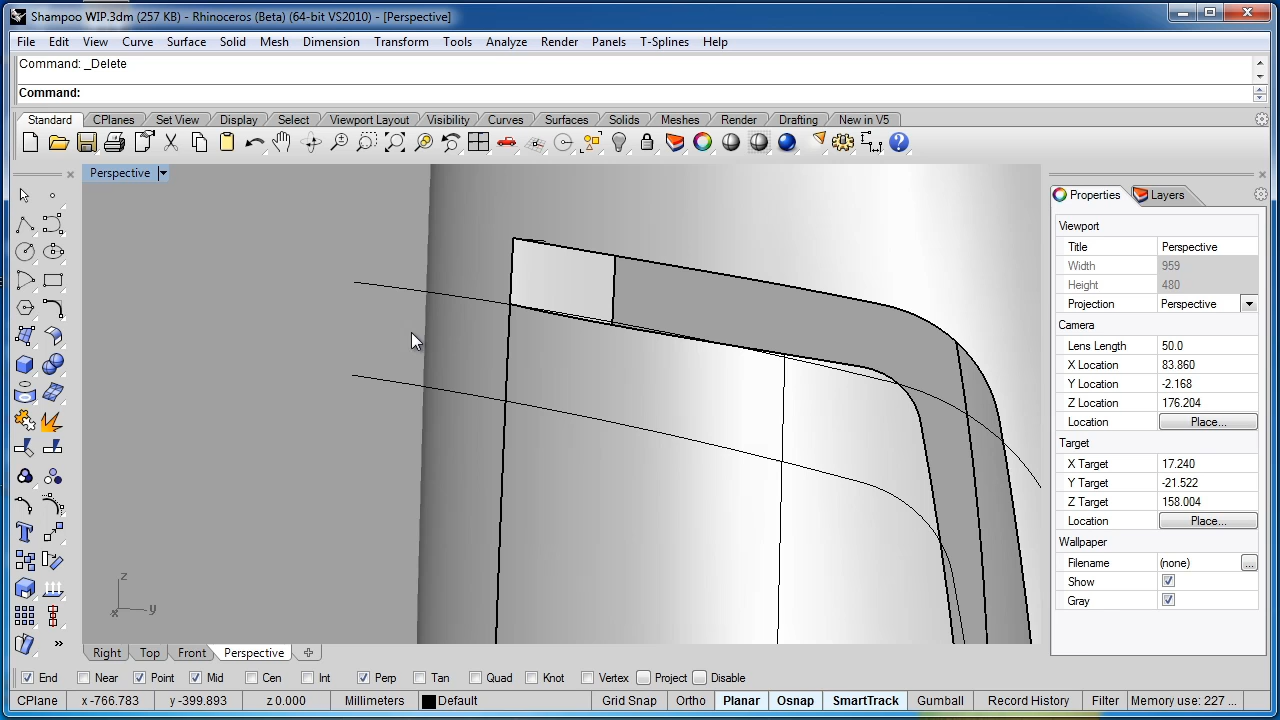 Shampoo WIP.3dm (257 KB) - Rhinoceros (Beta) (64-bit VS2010) - [Perspective]
File Edit View Curve Surface Solid Mesh Dimension Transform Tools Analyze Render Panels T-Splines Help
Command: _Delete
Command:
Standard CPlanes Set View Display Select Viewport Layout Visibility Curves Surfaces Solids Meshes Render Drafting New in V5
Perspective
Properties Layers
Viewport
Title Perspective
Width 959
Height 480
Projection Perspective
Camera
Lens Length 50.0
X Location 83.860
Y Location -2.168
Z Location 176.204
Location Place...
Target
X Target 17.240
Y Target -21.522
Z Target 158.004
Location Place...
Wallpaper
Filename (none) ...
Show
Gray
z
x y
Right Top Front Perspective
End Near Point Mid Cen Int Perp Tan Quad Knot Vertex Project Disable
CPlane x -766.783 y -399.893 z 0.000 Millimeters Default Grid Snap Ortho Planar Osnap SmartTrack Gumball Record History Filter Memory use: 227 ...